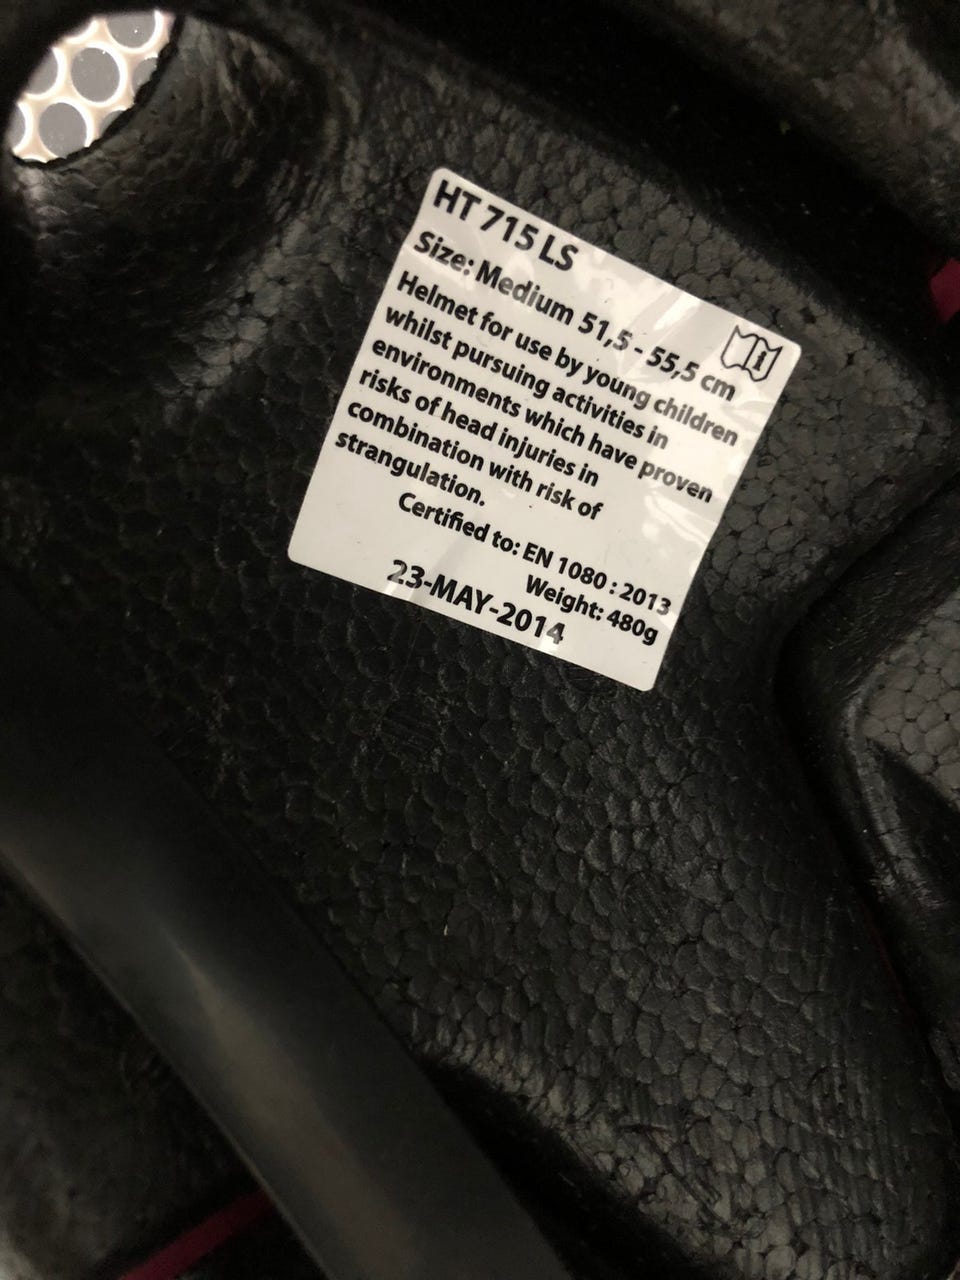 HT 715 LS
Size: Medium 51,5 - 55,5 cm
Helmet for use by young children
whilst pursuing activities in
environments which have proven
risks of head injuries in
combination with risk of
strangulation.
Certified to: EN 1080 : 2013
Weight: 480g
23-MAY-2014